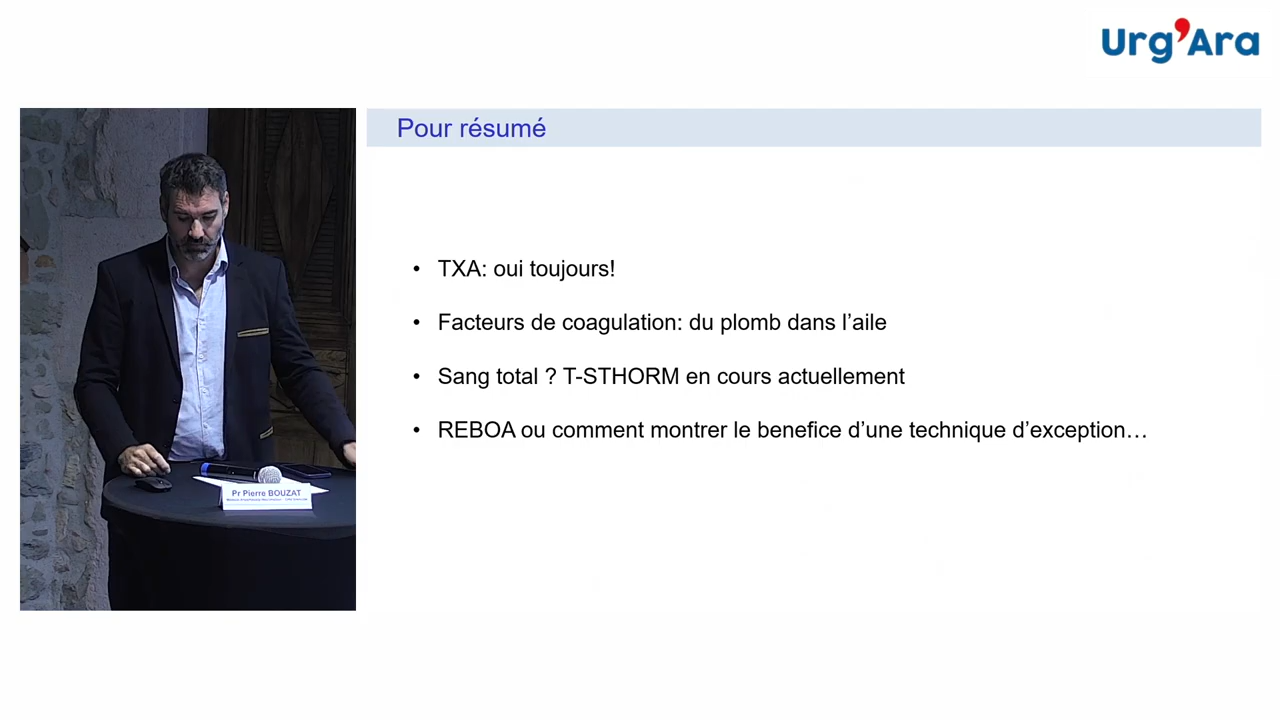 Urg'Ara
Pour résumé
• TXA: oui toujours!
• Facteurs de coagulation: du plomb dans l’aile
• Sang total ? T-STHORM en cours actuellement
• REBOA ou comment montrer le benefice d’une technique d’exception…
Pr Pierre BOUZAT